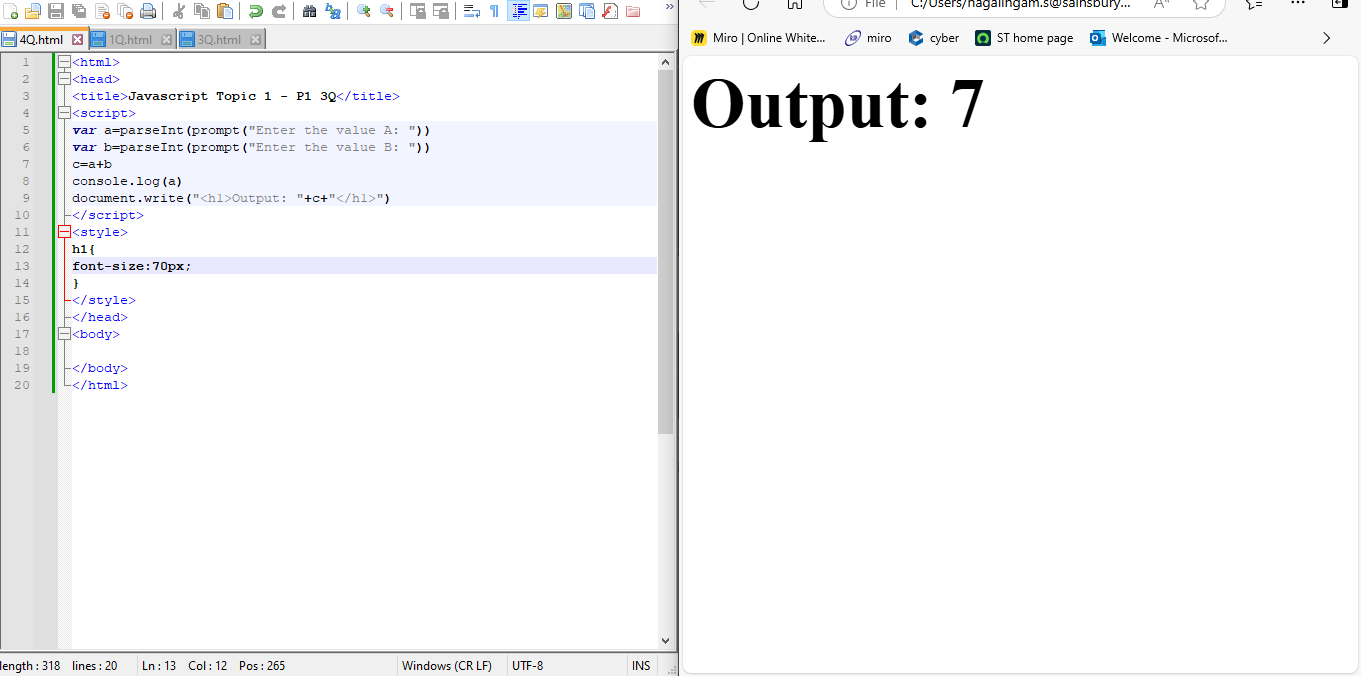 4Q.html 1Q.html 3Q.html
1 <html>
2 <head>
3 <title>Javascript Topic 1 - P1 3Q</title>
4 <script>
5 var a=parseInt(prompt("Enter the value A: "))
6 var b=parseInt(prompt("Enter the value B: "))
7 c=a+b
8 console.log(a)
9 document.write("<h1>Output: "+c+"</h1>")
10 </script>
11 <style>
12 h1{
13 font-size:70px;
14 }
15 </style>
16 </head>
17 <body>
18
19 </body>
20 </html>
length : 318 lines : 20 Ln : 13 Col : 12 Pos : 265 Windows (CR LF) UTF-8 INS
File C:/Users/nagalingam.s@sainsbury...
Miro | Online White... miro cyber ST home page Welcome - Microsof...
Output: 7